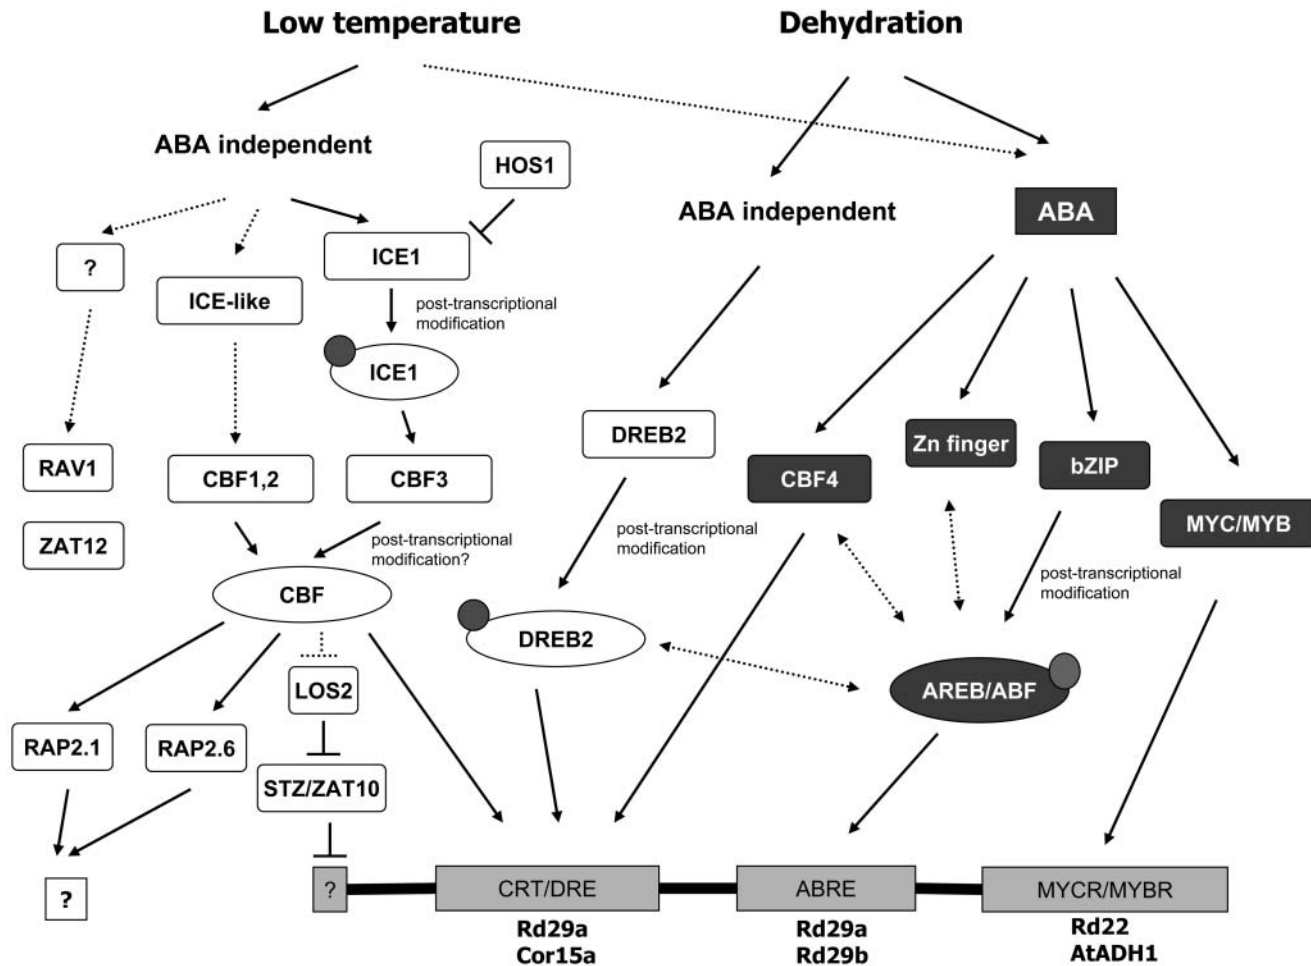 Low temperature
Dehydration
ABA independent
HOS1
ABA independent
ABA
?
ICE-like
ICE1
post-transcriptional
modification
ICE1
RAV1
ZAT12
CBF1,2
CBF3
DREB2
CBF4
Zn finger
bZIP
MYC/MYB
post-transcriptional
modification?
post-transcriptional
modification
post-transcriptional
modification
CBF
DREB2
AREB/ABF
LOS2
RAP2.1
RAP2.6
STZ/ZAT10
?
?
CRT/DRE
ABRE
MYCR/MYBR
Rd29a
Cor15a
Rd29a
Rd29b
Rd22
AtADH1